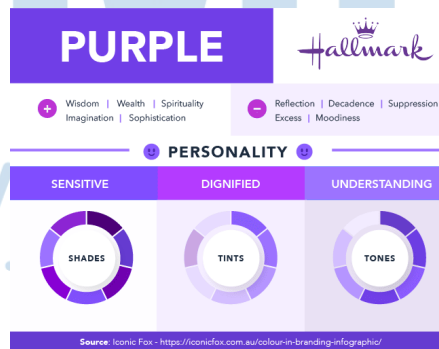 PURPLE
Hallmark
+ Wisdom | Wealth | Spirituality
Imagination | Sophistication
− Reflection | Decadence | Suppression
Excess | Moodiness
PERSONALITY
SENSITIVE
DIGNIFIED
UNDERSTANDING
SHADES
TINTS
TONES
Source: Iconic Fox - https://iconicfox.com.au/colour-in-branding-infographic/